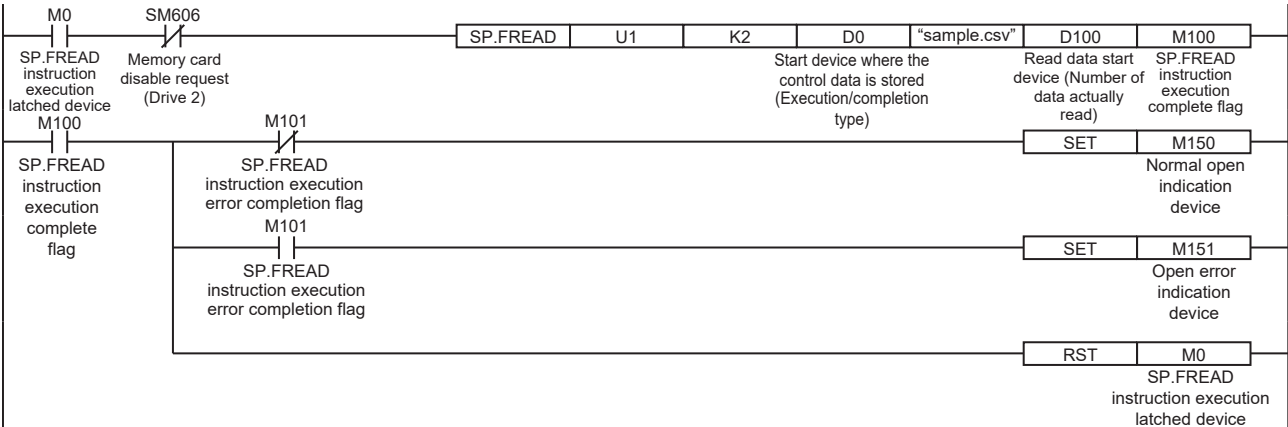 M0 SM606
SP.FREAD U1 K2 D0 “sample.csv” D100 M100
SP.FREAD
instruction
execution
latched device
Memory card
disable request
(Drive 2)
Start device where the
control data is stored
(Execution/completion
type)
Read data start
device (Number of
data actually
read)
SP.FREAD
instruction
execution
complete flag
M100 M101
SET M150
SP.FREAD
instruction
execution
complete
flag
SP.FREAD
instruction execution
error completion flag
Normal open
indication
device
M101
SET M151
SP.FREAD
instruction execution
error completion flag
Open error
indication
device
RST M0
SP.FREAD
instruction execution
latched device